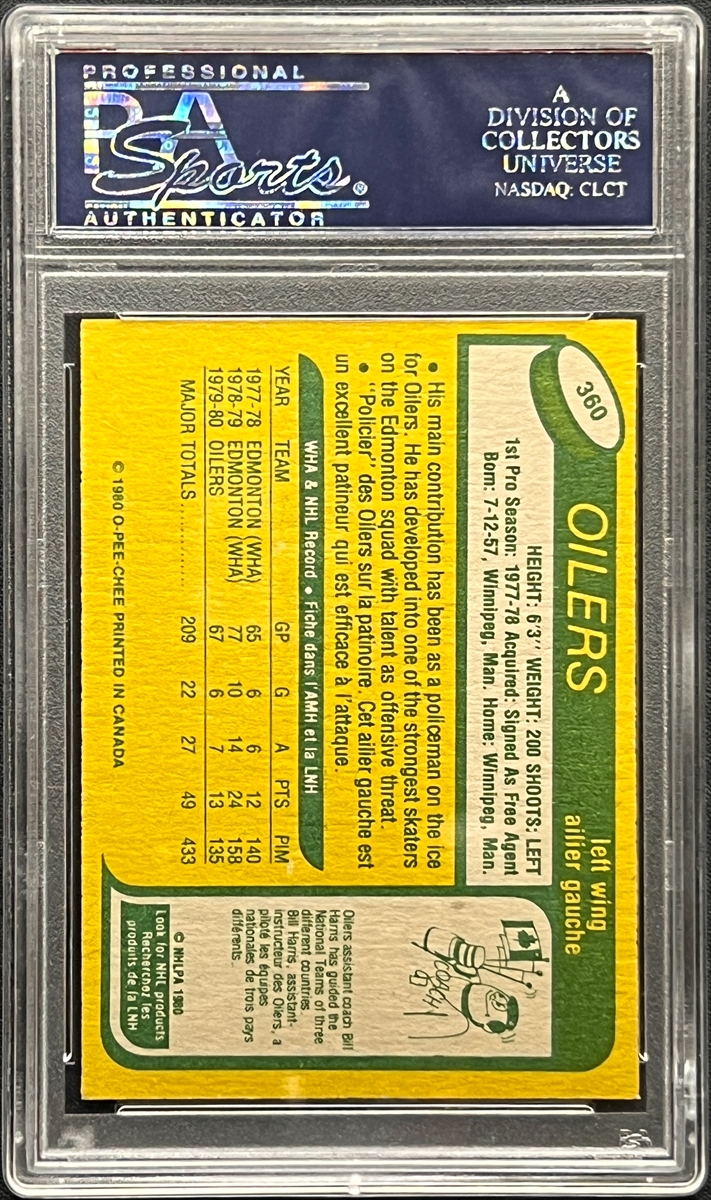 PROFESSIONAL
PSA
Sports®
AUTHENTICATOR
A
DIVISION OF
COLLECTORS
UNIVERSE
NASDAQ: CLCT
360
OILERS
left wing
ailier gauche
HEIGHT: 6'3'' WEIGHT: 200 SHOOTS: LEFT
1st Pro Season: 1977-78 Acquired: Signed As Free Agent
Born: 7-12-57, Winnipeg, Man. Home: Winnipeg, Man.
• His main contribution has been as a policeman on the ice
for Oilers. He has developed into one of the strongest skaters
on the Edmonton squad with talent as offensive threat.
• "Policier" des Oilers sur la patinoire. Cet ailier gauche est
un excellent patineur qui est efficace à l'attaque.
WHA & NHL Record • Fiche dans l'AMH et la LNH
YEAR TEAM GP G A PTS PIM
1977-78 EDMONTON (WHA) 65 6 6 12 140
1978-79 EDMONTON (WHA) 77 10 14 24 158
1979-80 OILERS 67 6 7 13 135
MAJOR TOTALS ............... 209 22 27 49 433
© 1980 O-PEE-CHEE PRINTED IN CANADA
Oilers assistant coach Bill
Harris has guided the
National Teams of three
different countries.
Bill Harris, assistant-
instructeur des Oilers, a
piloté les équipes
nationales de trois pays
différents.
© NHLPA 1980
Look for NHL products
Recherchez les
produits de la LNH